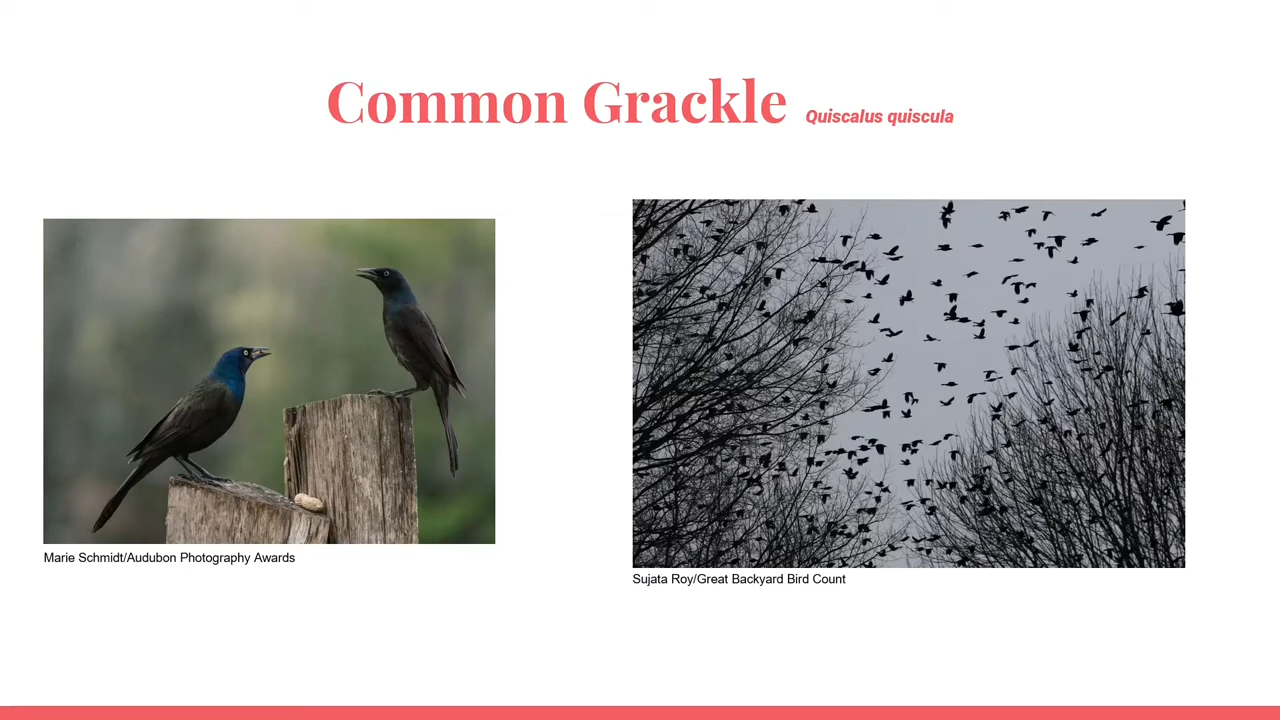 Common Grackle Quiscalus quiscula
Marie Schmidt/Audubon Photography Awards
Sujata Roy/Great Backyard Bird Count